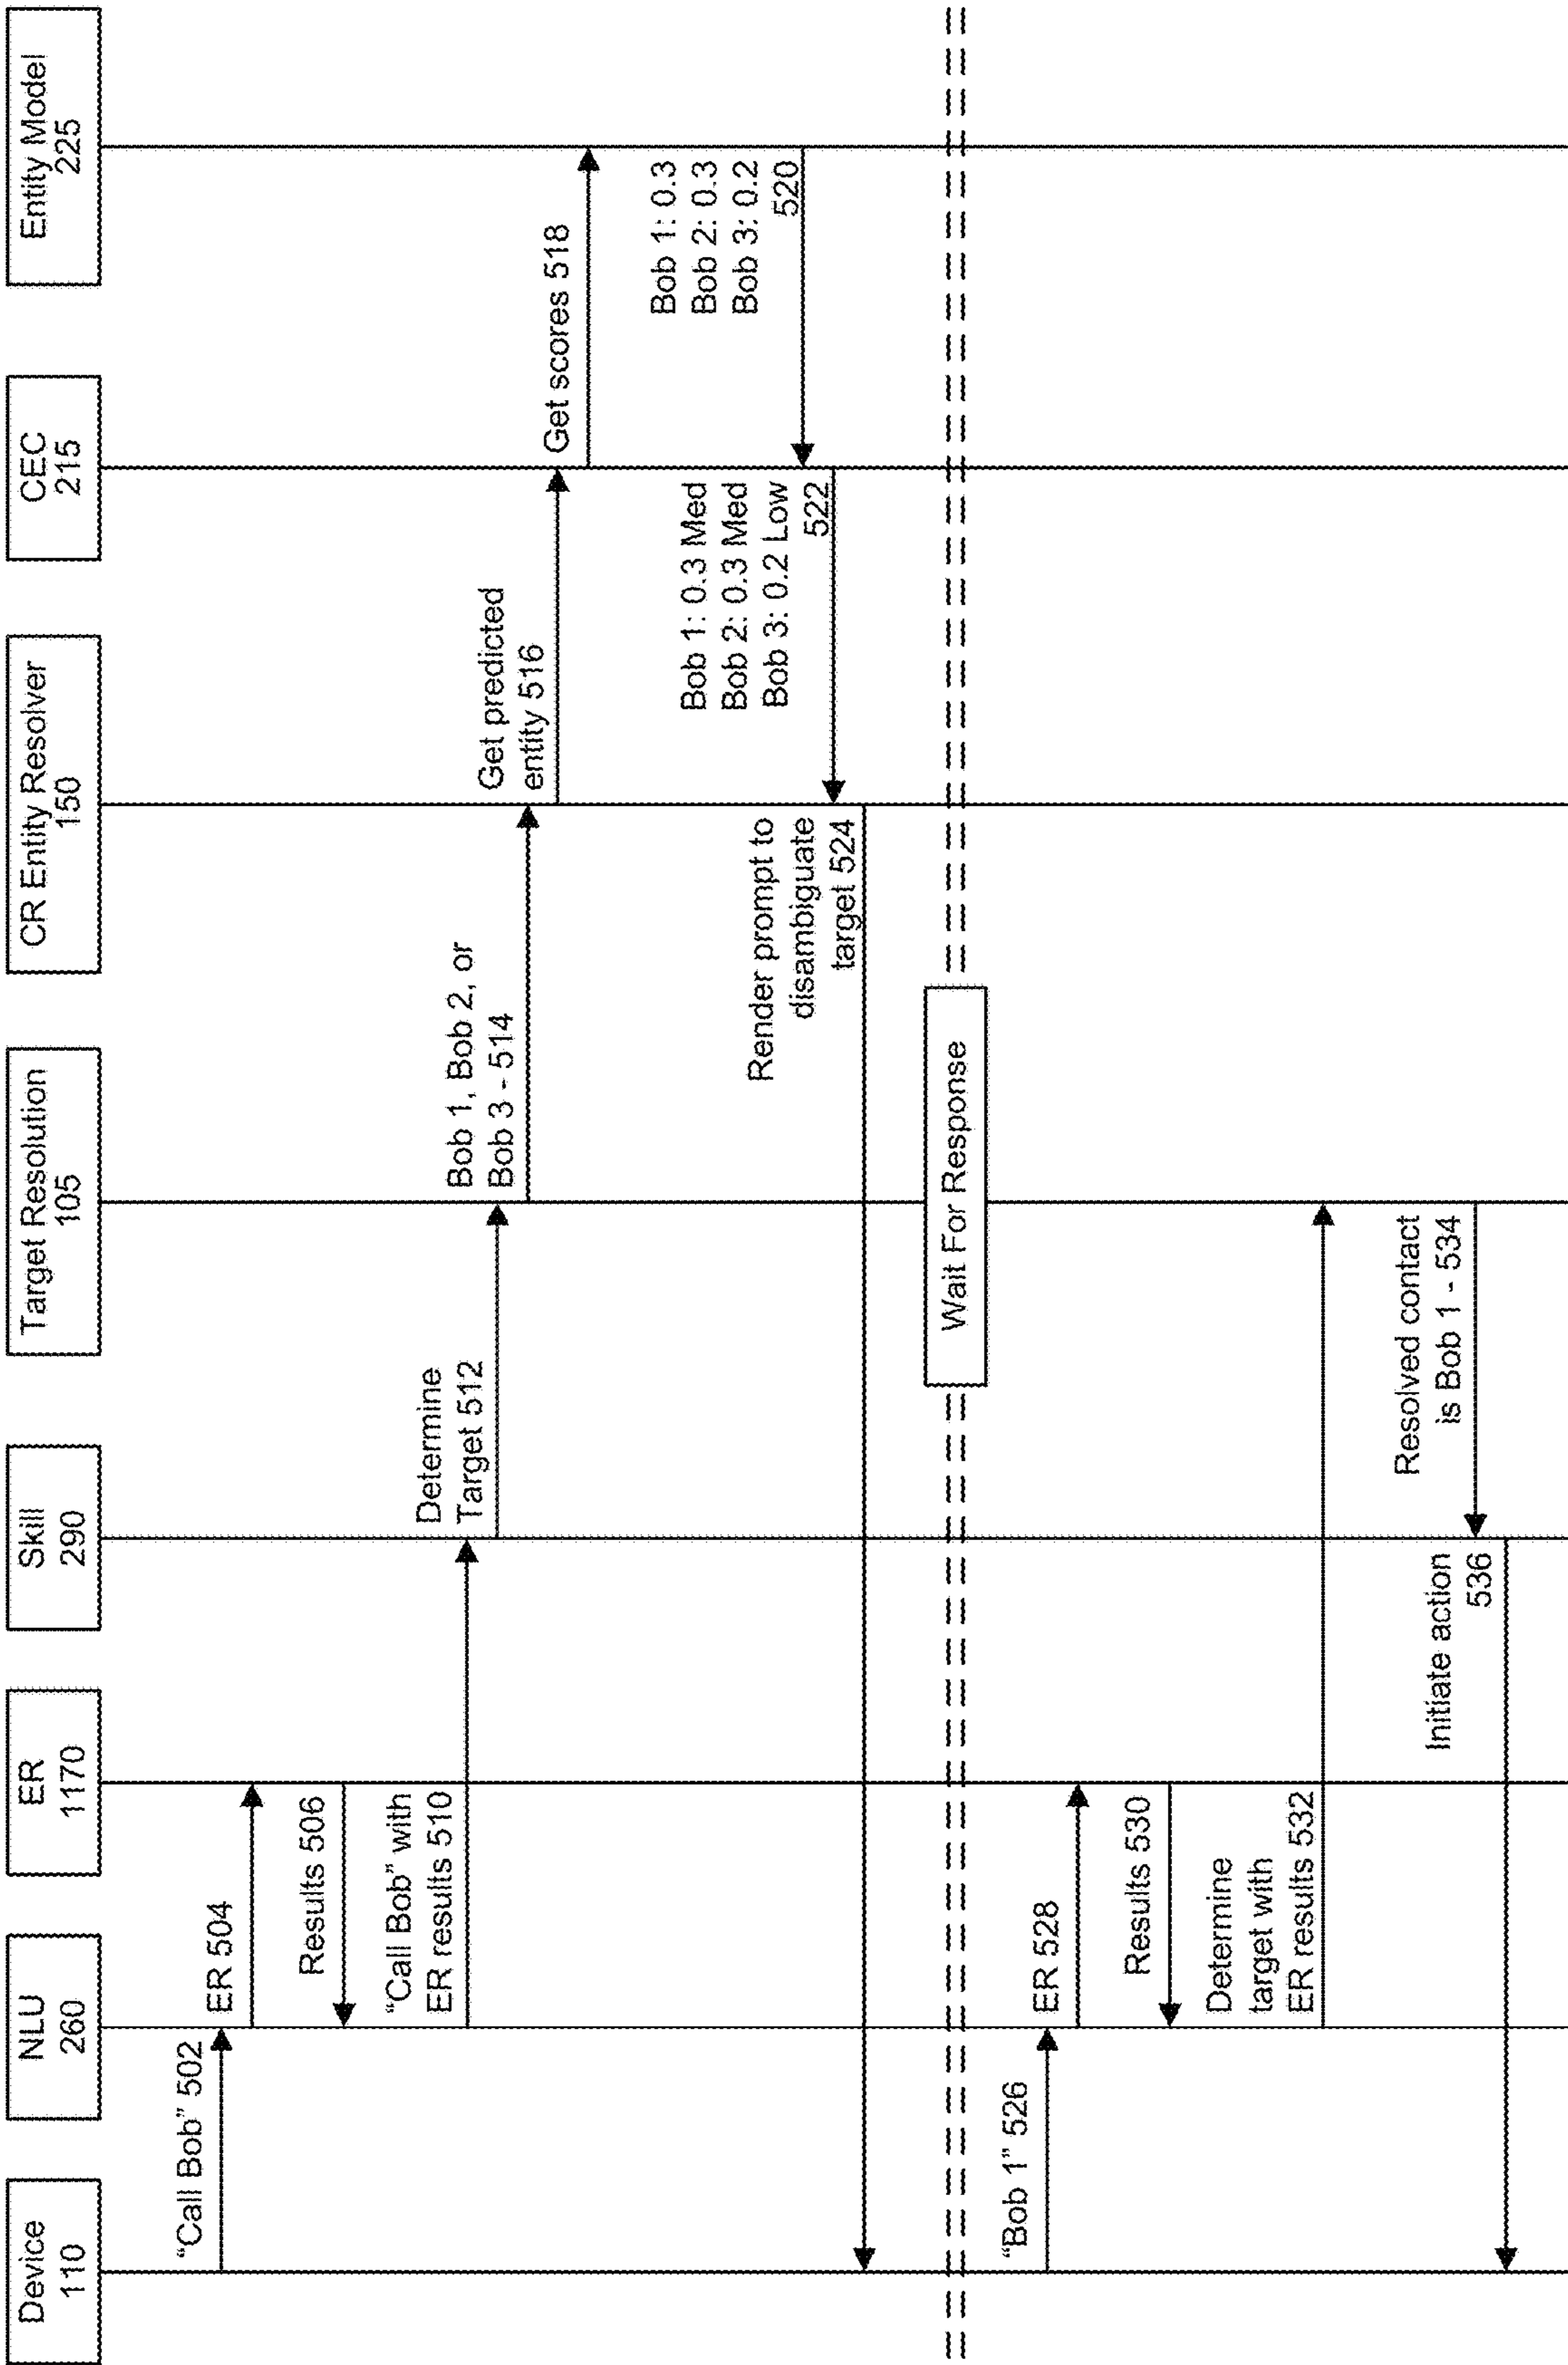 Device
110
NLU
260
ER
1170
Skill
290
Target Resolution
105
CR Entity Resolver
150
CEC
215
Entity Model
225
“Call Bob” 502
ER 504
Results 506
“Call Bob” with
ER results 510
Determine
Target 512
Bob 1, Bob 2, or
Bob 3 - 514
Get predicted
entity 516
Get scores 518
Bob 1: 0.3
Bob 2: 0.3
Bob 3: 0.2
520
Bob 1: 0.3 Med
Bob 2: 0.3 Med
Bob 3: 0.2 Low
522
Render prompt to
disambiguate
target 524
Wait For Response
“Bob 1” 526
ER 528
Results 530
Determine
target with
ER results 532
Resolved contact
is Bob 1 - 534
Initiate action
536